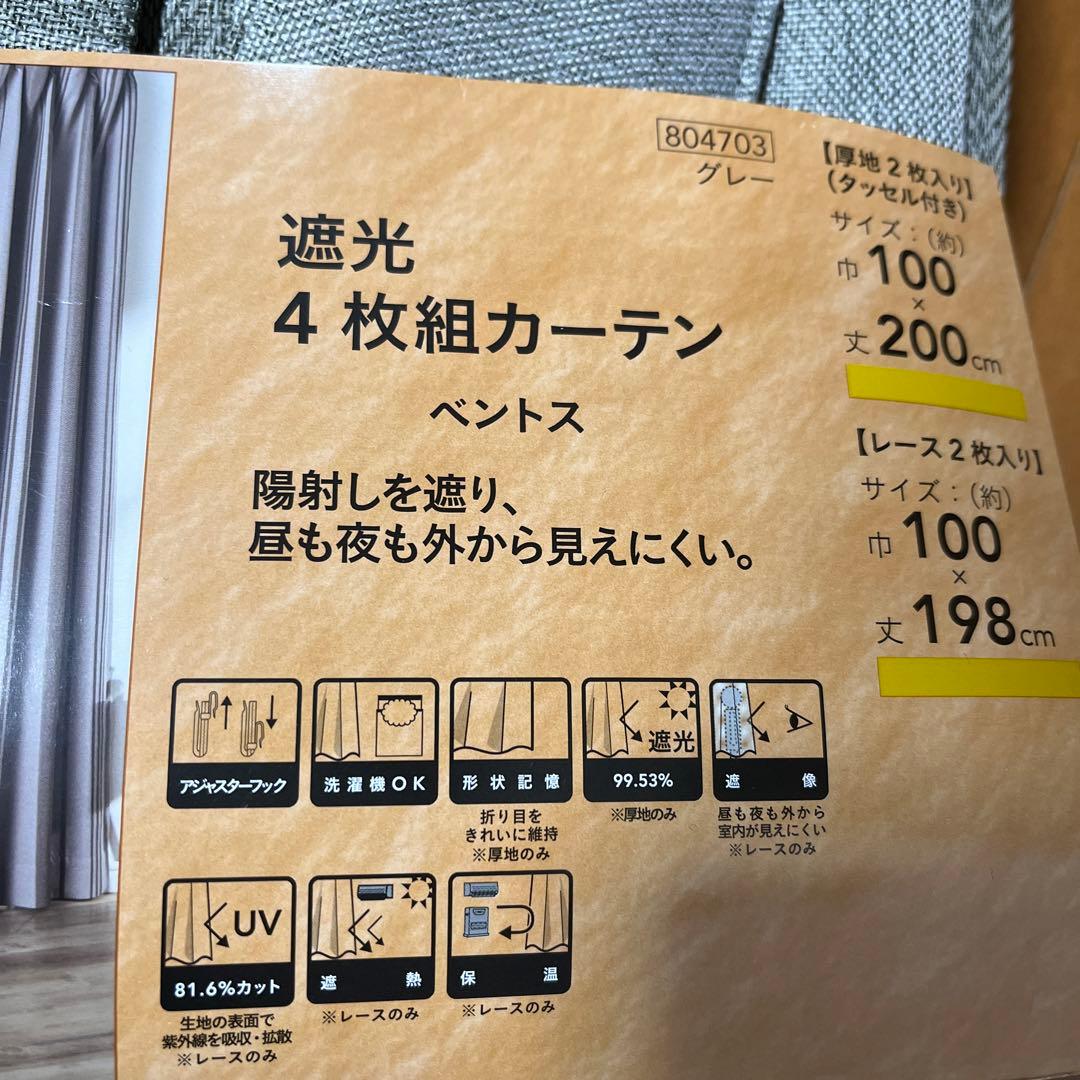 804703
グレー
遮光
4枚組カーテン
ベントス
陽射しを遮り、
昼も夜も外から見えにくい。
【厚地2枚入り】
(タッセル付き)
サイズ:(約)
巾100
×
丈200cm
【レース2枚入り】
サイズ:(約)
巾100
×
丈198cm
アジャスターフック
洗濯機OK
形状記憶
折り目を
きれいに維持
※厚地のみ
遮光
99.53%
※厚地のみ
遮像
昼も夜も外から
室内が見えにくい
※レースのみ
UV
81.6%カット
生地の表面で
紫外線を吸収・拡散
※レースのみ
遮熱
※レースのみ
保温
※レースのみ